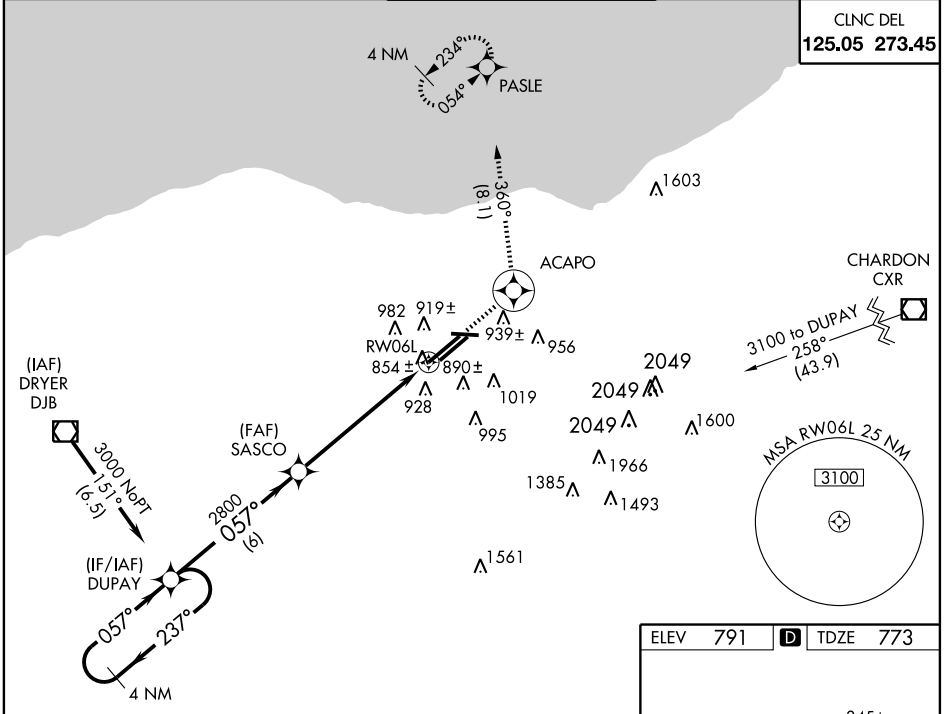 CLNC DEL
125.05 273.45
4 NM
234°
054°
PASLE
360°
(8.1)
1603
ACAPO
CHARDON
CXR
3100 to DUPAY
258°
(43.9)
982
919±
939±
956
RW06L
854±
890±
928
1019
995
2049
2049
2049
1600
1966
1385
1493
1561
(IAF)
DRYER
DJB
3000 NoPT
151°
(6.5)
(FAF)
SASCO
2800
057°
(6)
(IF/IAF)
DUPAY
057°
237°
4 NM
MSA RW06L 25 NM
3100
ELEV 791 D TDZE 773